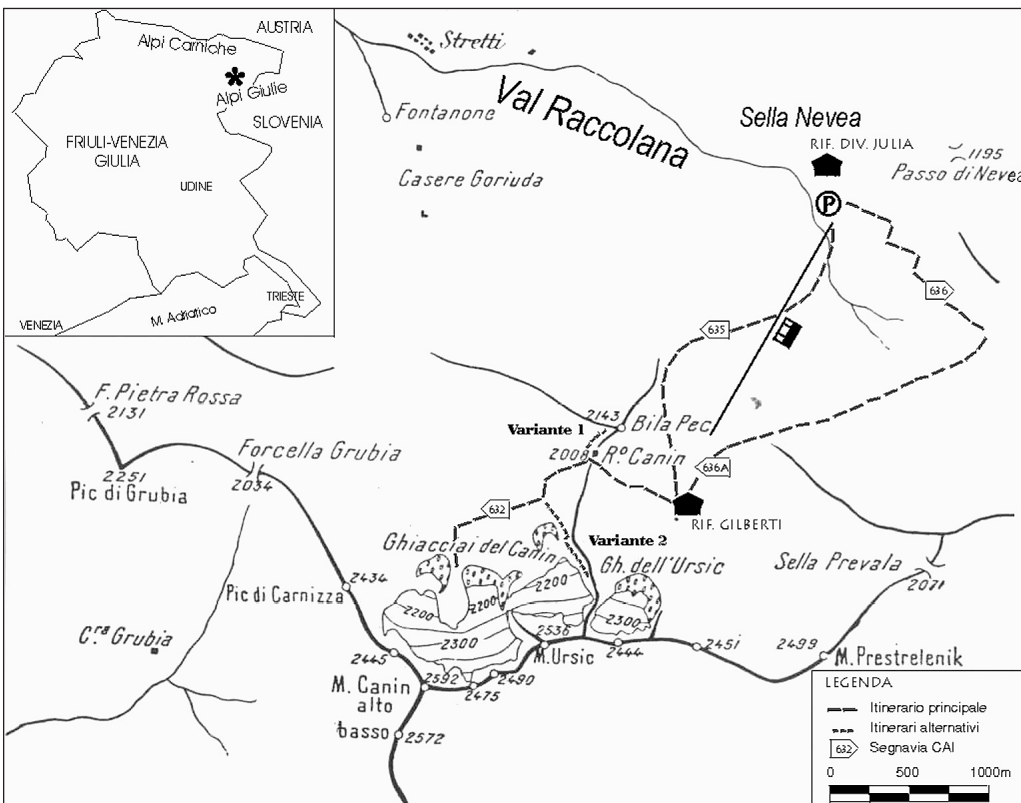 AUSTRIA
Alpi Carniche
Alpi Giulie
SLOVENIA
FRIULI-VENEZIA
GIULIA
UDINE
TRIESTE
M. Adriatico
VENEZIA
Stretti
Val Raccolana
Fontanone
Casere Goriuda
Sella Nevea
RIF. DIV. JULIA
1195
Passo di Nevea
P
636
635
F. Pietra Rossa
2131
2143
Bila Pec
Variante 1
Forcella Grubia
2008
Rº Canin
636A
2251
Pic di Grubia
2034
632
RIF. GILBERTI
Variante 2
Ghiacciai del Canin
Gh. dell'Ursic
Sella Prevala
2071
2434
Pic di Carnizza
2200
2200
2200
2300
2300
Cra Grubia
2445
2536
M. Ursic
2444
2451
2499
M. Prestrelenik
2592
2490
2475
M. Canin
alto
basso
2572
LEGENDA
Itinerario principale
Itinerari alternativi
632 Segnavia CAI
0 500 1000m